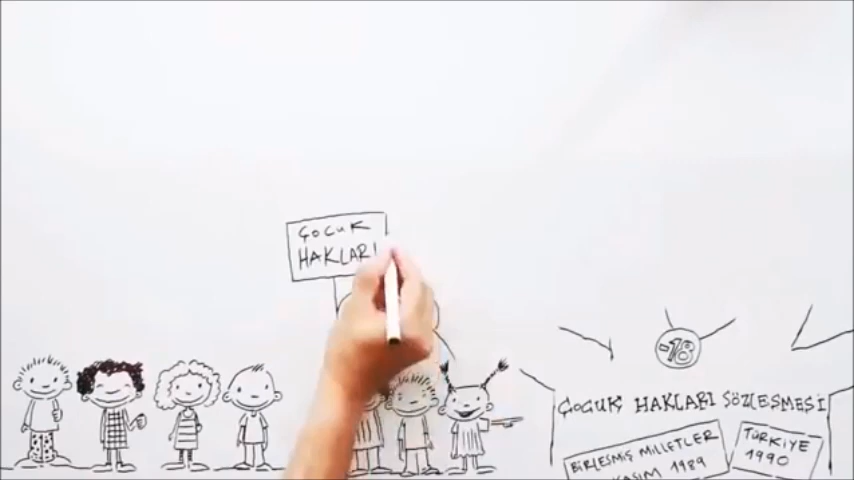 ÇOCUK
HAKLARI
-18
ÇOCUK HAKLARI SÖZLEŞMESİ
BİRLEŞMİŞ MİLLETLER
KASIM 1989
TÜRKİYE
1990